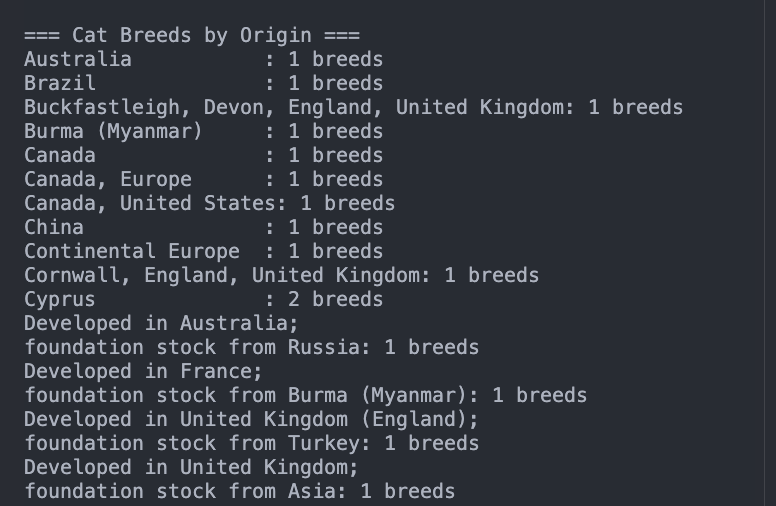 === Cat Breeds by Origin ===
Australia           : 1 breeds
Brazil              : 1 breeds
Buckfastleigh, Devon, England, United Kingdom: 1 breeds
Burma (Myanmar)     : 1 breeds
Canada              : 1 breeds
Canada, Europe      : 1 breeds
Canada, United States: 1 breeds
China               : 1 breeds
Continental Europe  : 1 breeds
Cornwall, England, United Kingdom: 1 breeds
Cyprus              : 2 breeds
Developed in Australia;
foundation stock from Russia: 1 breeds
Developed in France;
foundation stock from Burma (Myanmar): 1 breeds
Developed in United Kingdom (England);
foundation stock from Turkey: 1 breeds
Developed in United Kingdom;
foundation stock from Asia: 1 breeds